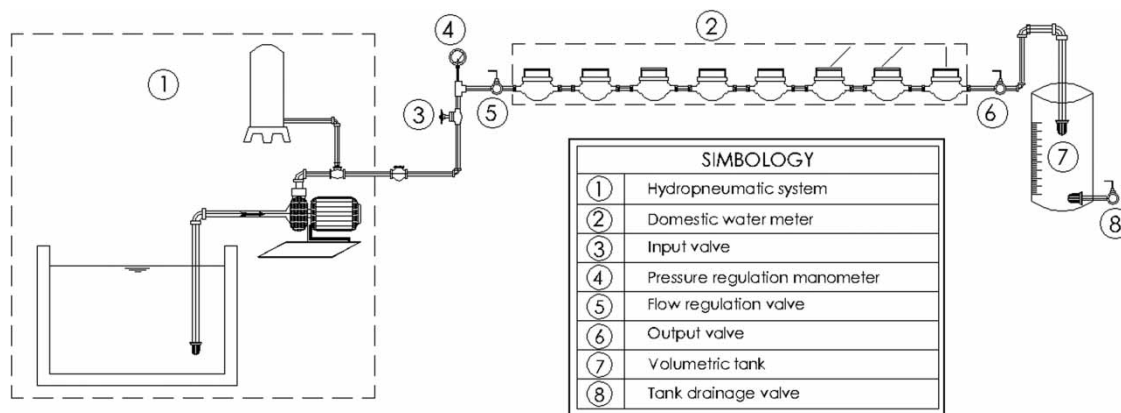 1
4
2
3
5
6
7
8
SIMBOLOGY
1 Hydropneumatic system
2 Domestic water meter
3 Input valve
4 Pressure regulation manometer
5 Flow regulation valve
6 Output valve
7 Volumetric tank
8 Tank drainage valve